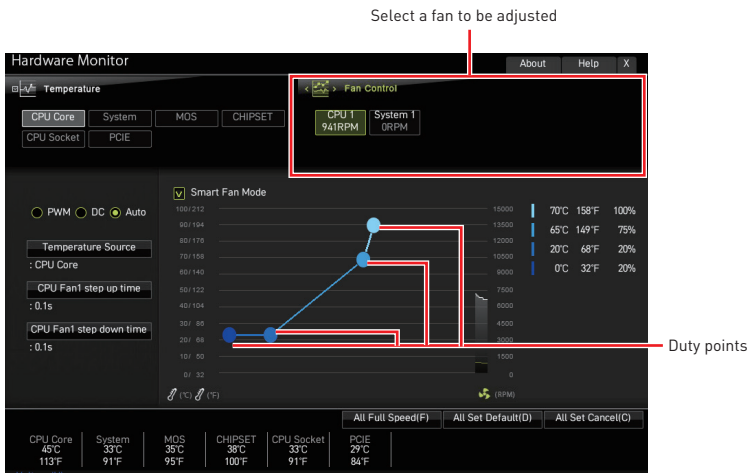 Select a fan to be adjusted
Hardware Monitor
About Help X
Temperature
Fan Control
CPU Core System MOS CHIPSET
CPU Socket PCIE
CPU 1
941RPM
System 1
0RPM
Smart Fan Mode
PWM DC Auto
Temperature Source
: CPU Core
CPU Fan1 step up time
: 0.1s
CPU Fan1 step down time
: 0.1s
100/212
90/194
80/176
70/158
60/140
50/122
40/104
30/ 86
20/ 68
10/ 50
0/ 32
(°C) (°F)
15000
13500
12000
10500
9000
7500
6000
4500
3000
1500
0
(RPM)
70°C 158°F 100%
65°C 149°F 75%
20°C 68°F 20%
0°C 32°F 20%
Duty points
All Full Speed(F) All Set Default(D) All Set Cancel(C)
CPU Core System MOS CHIPSET CPU Socket PCIE
45°C 33°C 35°C 38°C 33°C 29°C
113°F 91°F 95°F 100°F 91°F 84°F